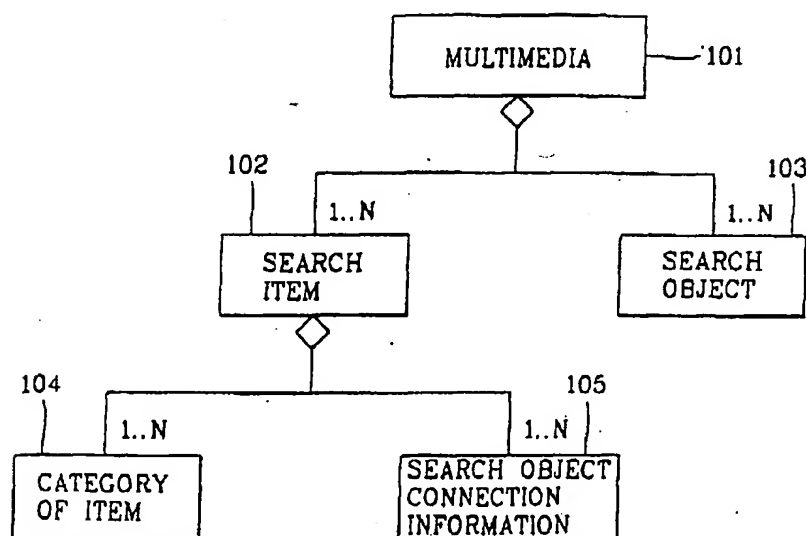 MULTIMEDIA
101
102
103
1..N
1..N
SEARCH
ITEM
SEARCH
OBJECT
104
105
1..N
1..N
CATEGORY
OF ITEM
SEARCH OBJECT
CONNECTION
INFORMATION